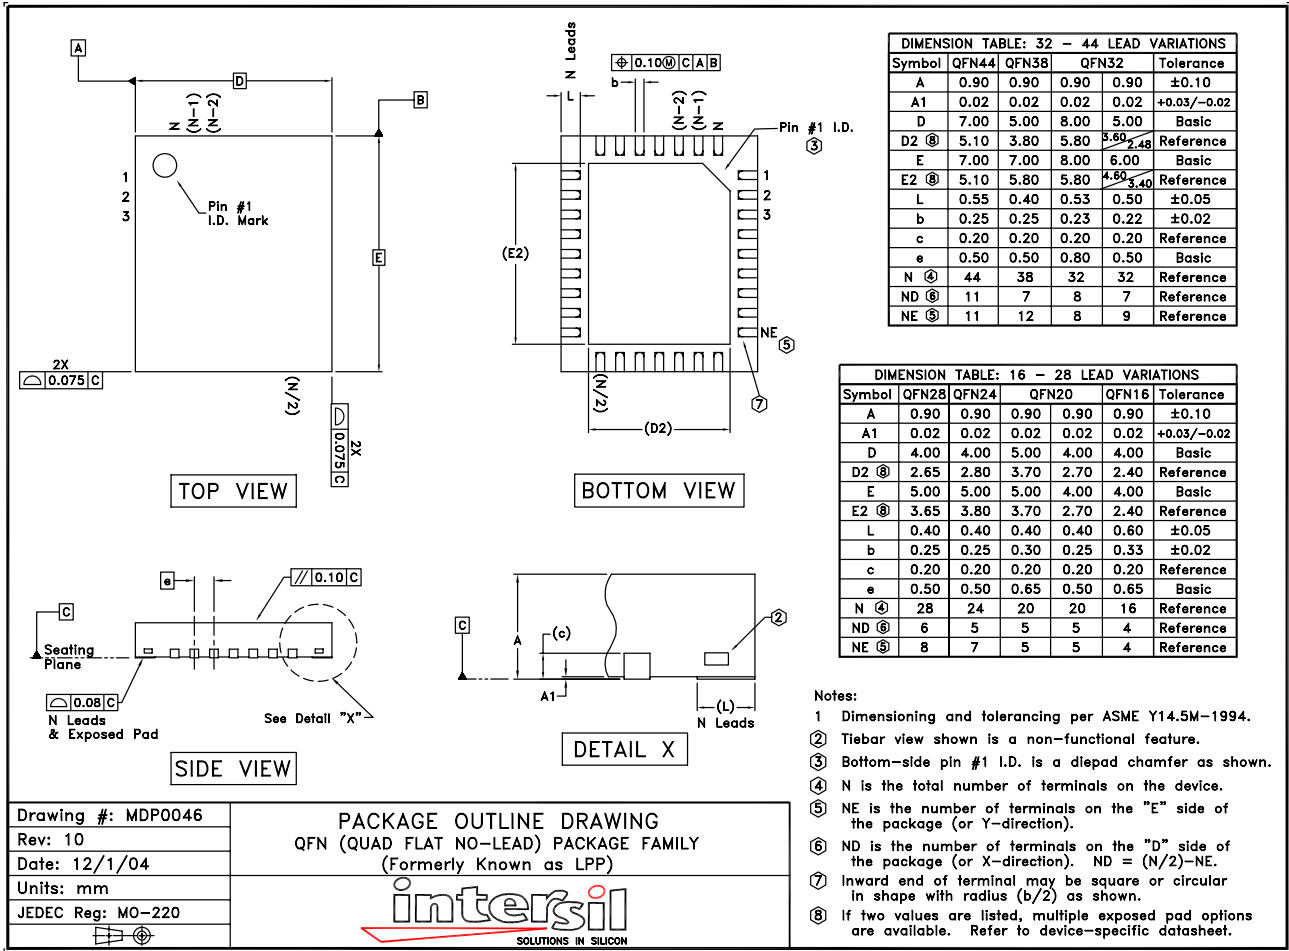 A
D
B
N
(N-1)
(N-2)
1
2
3
Pin #1
I.D. Mark
E
2X
0.075 C
(N/2)
2X
0.075 C
TOP VIEW
N Leads
L
⌖ 0.10Ⓜ C A B
b
(N-2)
(N-1)
N
Pin #1 I.D.
3
1
2
3
(E2)
NE 5
(N/2)
7
(D2)
BOTTOM VIEW
e
// 0.10 C
C
Seating
Plane
0.08 C
N Leads
& Exposed Pad
See Detail "X"
SIDE VIEW
C
A
(c)
2
A1
(L)
N Leads
DETAIL X
DIMENSION TABLE: 32 - 44 LEAD VARIATIONS
Symbol QFN44 QFN38 QFN32 Tolerance
A 0.90 0.90 0.90 0.90 ±0.10
A1 0.02 0.02 0.02 0.02 +0.03/-0.02
D 7.00 5.00 8.00 5.00 Basic
D2 8 5.10 3.80 5.80 3.60/2.48 Reference
E 7.00 7.00 8.00 6.00 Basic
E2 8 5.10 5.80 5.80 4.60/3.40 Reference
L 0.55 0.40 0.53 0.50 ±0.05
b 0.25 0.25 0.23 0.22 ±0.02
c 0.20 0.20 0.20 0.20 Reference
e 0.50 0.50 0.80 0.50 Basic
N 4 44 38 32 32 Reference
ND 6 11 7 8 7 Reference
NE 5 11 12 8 9 Reference
DIMENSION TABLE: 16 - 28 LEAD VARIATIONS
Symbol QFN28 QFN24 QFN20 QFN16 Tolerance
A 0.90 0.90 0.90 0.90 0.90 ±0.10
A1 0.02 0.02 0.02 0.02 0.02 +0.03/-0.02
D 4.00 4.00 5.00 4.00 4.00 Basic
D2 8 2.65 2.80 3.70 2.70 2.40 Reference
E 5.00 5.00 5.00 4.00 4.00 Basic
E2 8 3.65 3.80 3.70 2.70 2.40 Reference
L 0.40 0.40 0.40 0.40 0.60 ±0.05
b 0.25 0.25 0.30 0.25 0.33 ±0.02
c 0.20 0.20 0.20 0.20 0.20 Reference
e 0.50 0.50 0.65 0.50 0.65 Basic
N 4 28 24 20 20 16 Reference
ND 6 6 5 5 5 4 Reference
NE 5 8 7 5 5 4 Reference
Notes:
1 Dimensioning and tolerancing per ASME Y14.5M-1994.
2 Tiebar view shown is a non-functional feature.
3 Bottom-side pin #1 I.D. is a diepad chamfer as shown.
4 N is the total number of terminals on the device.
5 NE is the number of terminals on the "E" side of
the package (or Y-direction).
6 ND is the number of terminals on the "D" side of
the package (or X-direction). ND = (N/2)-NE.
7 Inward end of terminal may be square or circular
in shape with radius (b/2) as shown.
8 If two values are listed, multiple exposed pad options
are available. Refer to device-specific datasheet.
Drawing #: MDP0046
Rev: 10
Date: 12/1/04
Units: mm
JEDEC Reg: MO-220
PACKAGE OUTLINE DRAWING
QFN (QUAD FLAT NO-LEAD) PACKAGE FAMILY
(Formerly Known as LPP)
intersil
SOLUTIONS IN SILICON